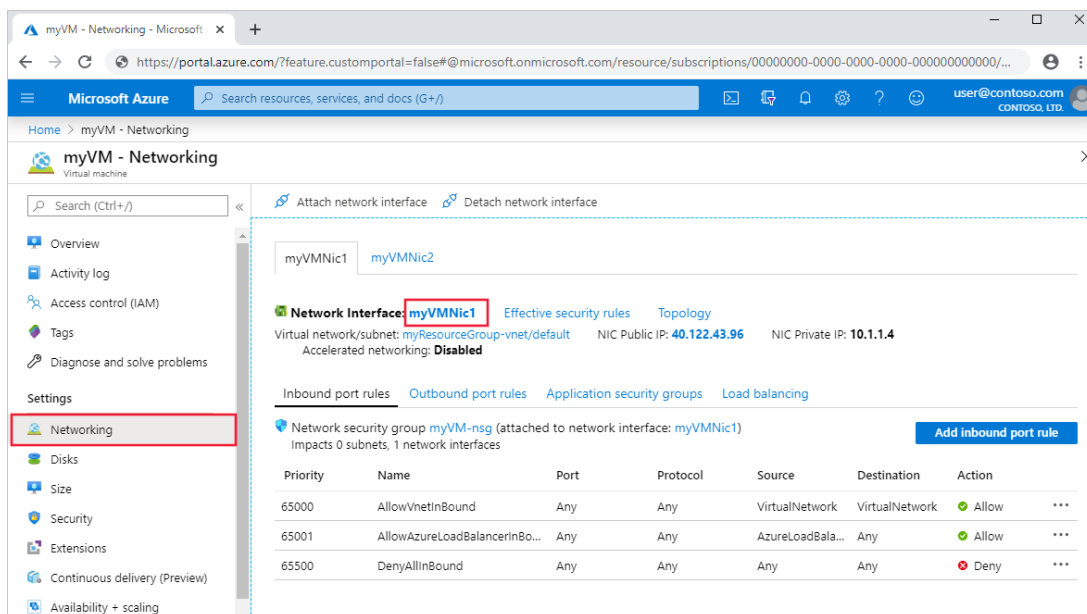 myVM - Networking - Microsoft
https://portal.azure.com/?feature.customportal=false#@microsoft.onmicrosoft.com/resource/subscriptions/00000000-0000-0000-0000-000000000000/...
Microsoft Azure
Search resources, services, and docs (G+/)
user@contoso.com
CONTOSO, LTD.
Home > myVM - Networking
myVM - Networking
Virtual machine
Search (Ctrl+/)
Overview
Activity log
Access control (IAM)
Tags
Diagnose and solve problems
Settings
Networking
Disks
Size
Security
Extensions
Continuous delivery (Preview)
Availability + scaling
Attach network interface Detach network interface
myVMNic1 myVMNic2
Network Interface: myVMNic1 Effective security rules Topology
Virtual network/subnet: myResourceGroup-vnet/default NIC Public IP: 40.122.43.96 NIC Private IP: 10.1.1.4
Accelerated networking: Disabled
Inbound port rules Outbound port rules Application security groups Load balancing
Network security group myVM-nsg (attached to network interface: myVMNic1)
Impacts 0 subnets, 1 network interfaces
Add inbound port rule
Priority Name Port Protocol Source Destination Action
65000 AllowVnetInBound Any Any VirtualNetwork VirtualNetwork Allow ...
65001 AllowAzureLoadBalancerInBo... Any Any AzureLoadBala... Any Allow ...
65500 DenyAllInBound Any Any Any Any Deny ...